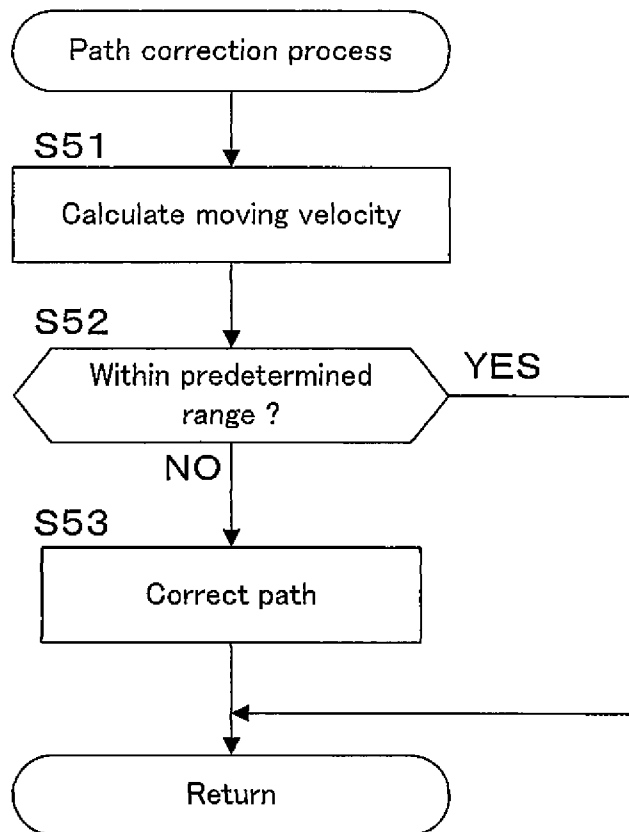 Path correction process
S51
Calculate moving velocity
S52
Within predetermined
range ?
YES
NO
S53
Correct path
Return